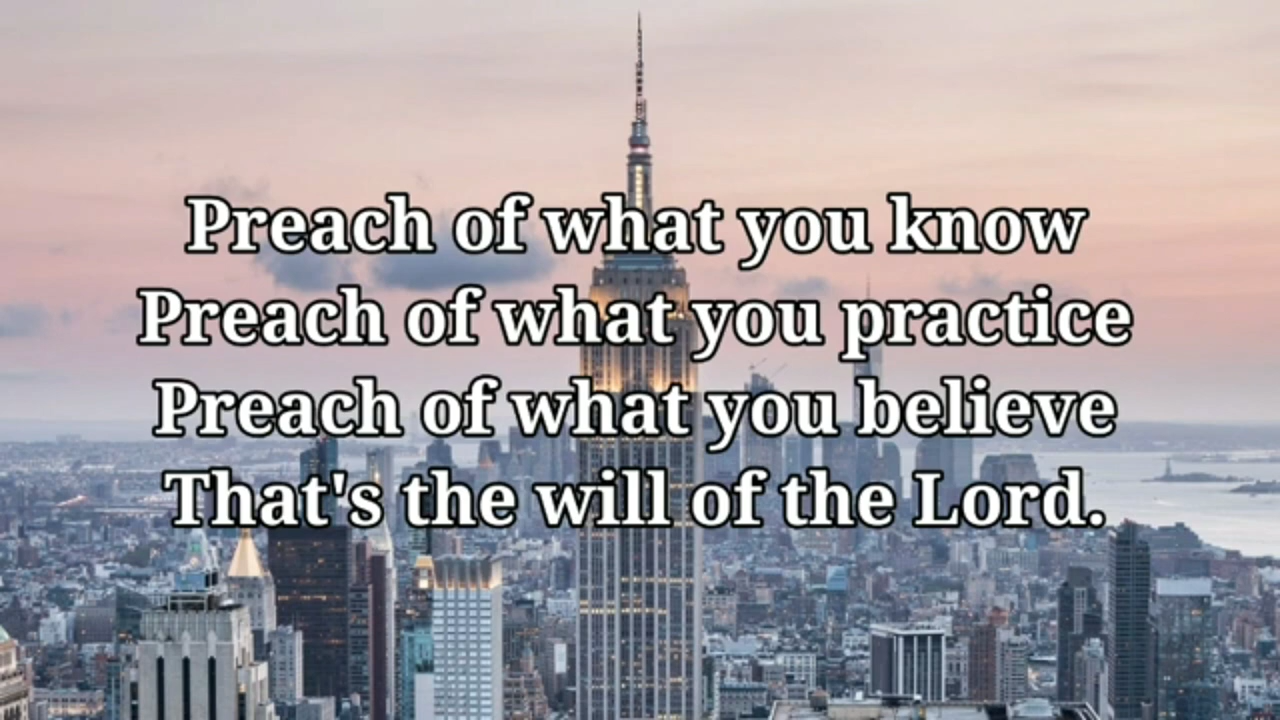 Preach of what you know
Preach of what you practice
Preach of what you believe
That's the will of the Lord.